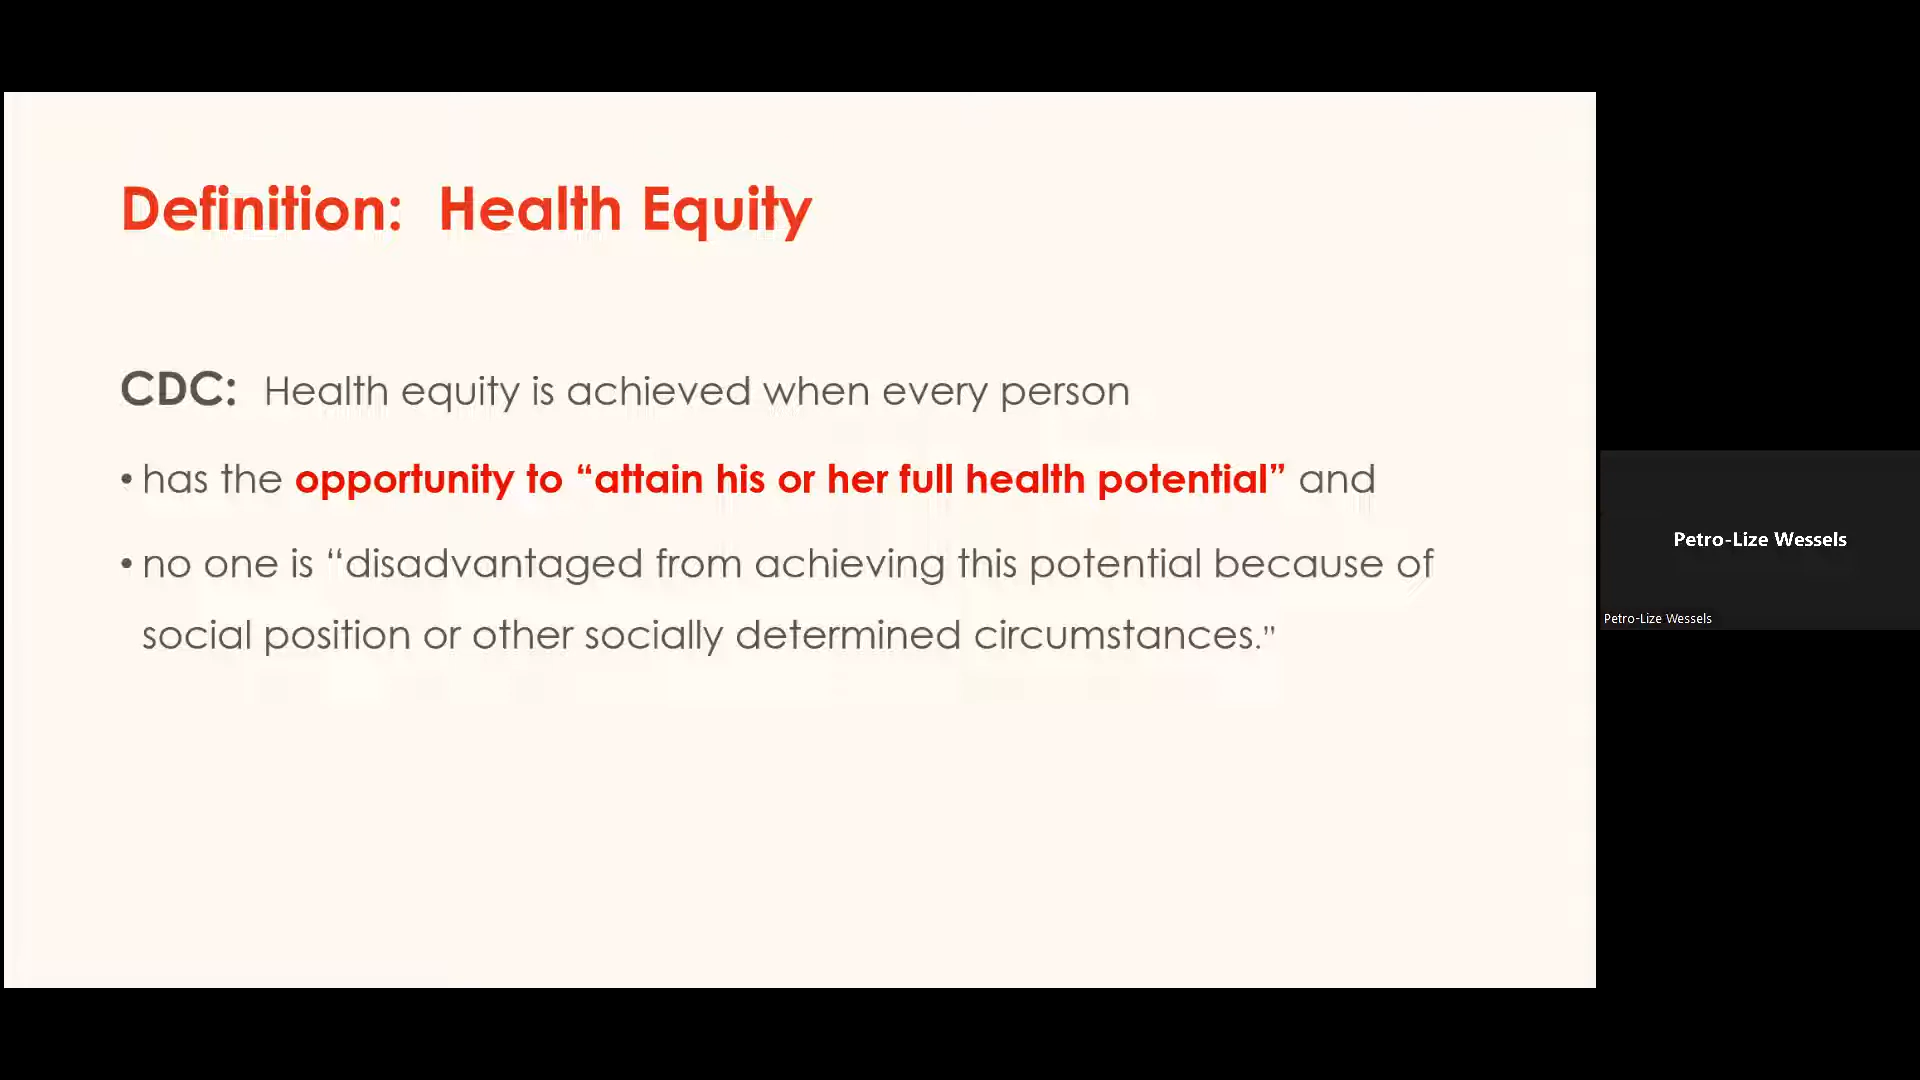 Definition: Health Equity
CDC: Health equity is achieved when every person
• has the opportunity to “attain his or her full health potential” and
• no one is “disadvantaged from achieving this potential because of
social position or other socially determined circumstances.”
Petro-Lize Wessels
Petro-Lize Wessels